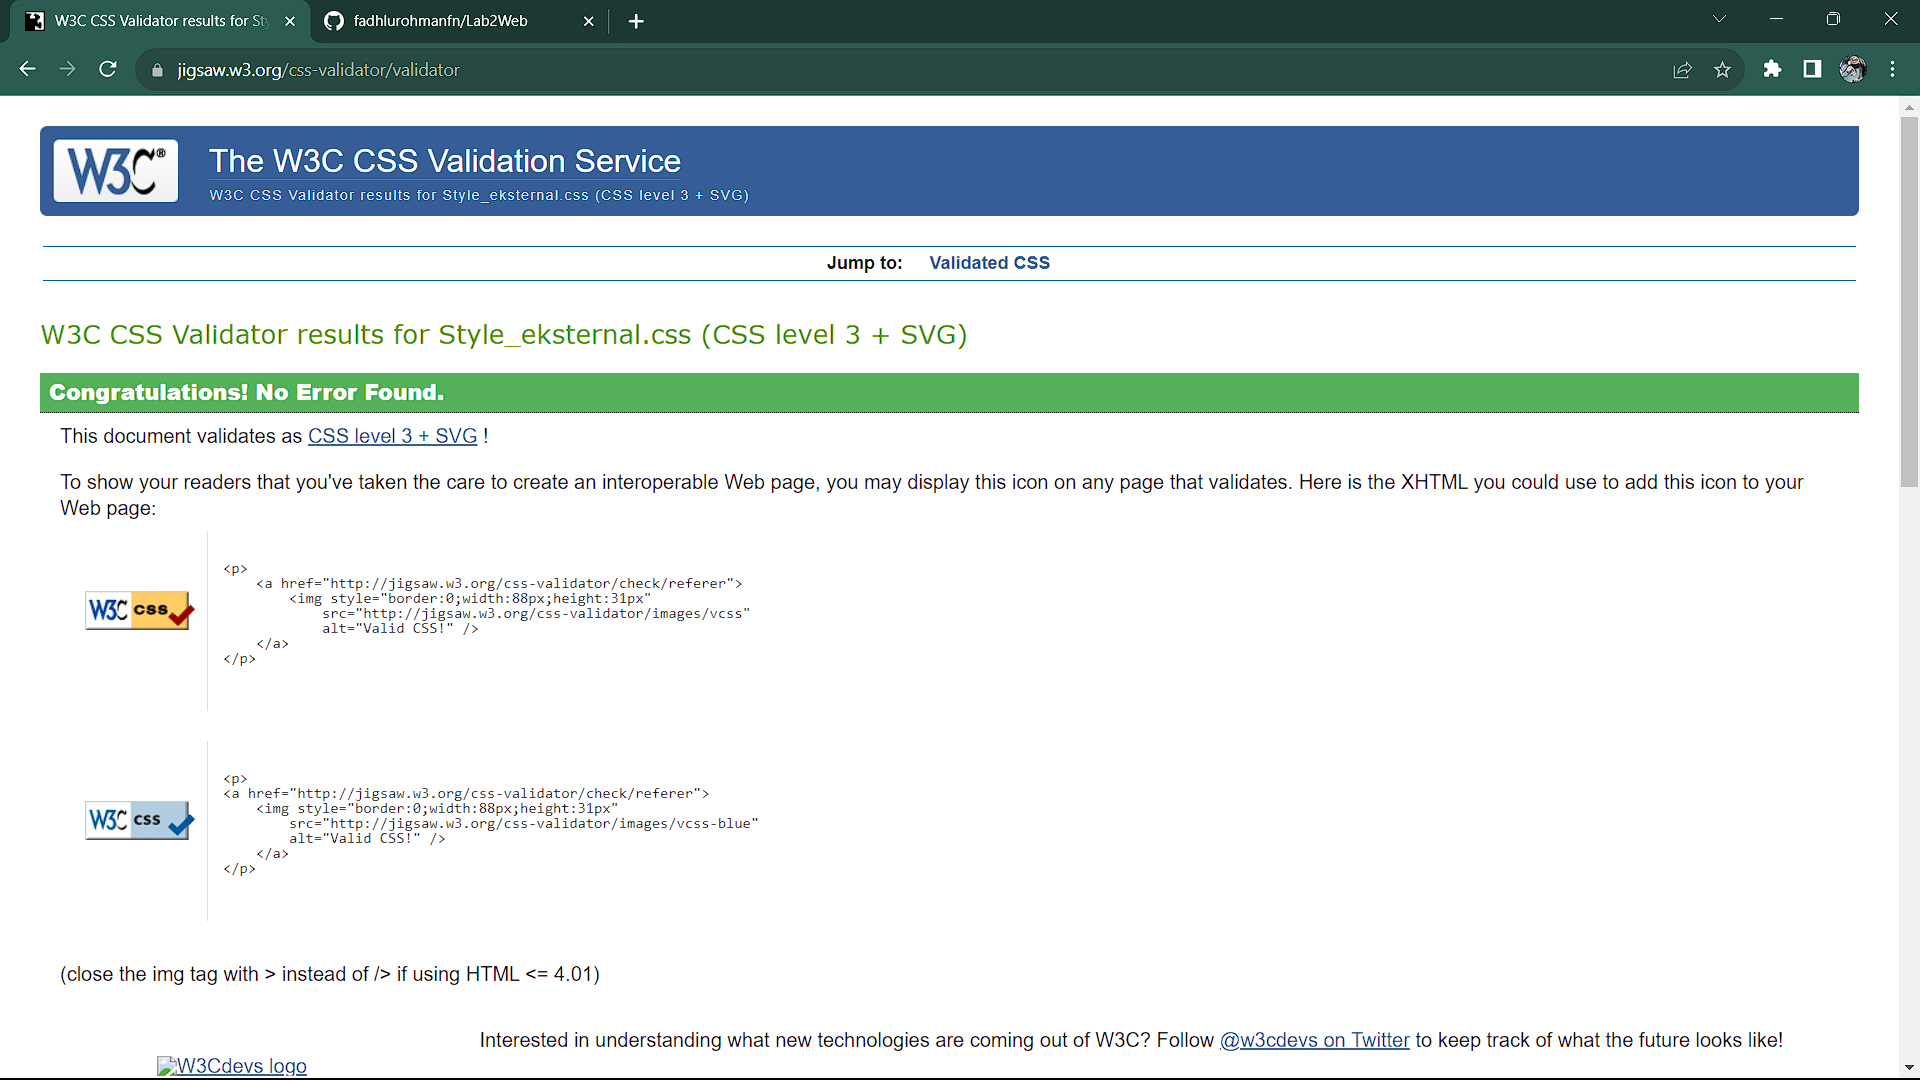 W3C CSS Validator results for St
fadhlurohmanfn/Lab2Web
jigsaw.w3.org/css-validator/validator
W3C®
The W3C CSS Validation Service
W3C CSS Validator results for Style_eksternal.css (CSS level 3 + SVG)
Jump to: Validated CSS
W3C CSS Validator results for Style_eksternal.css (CSS level 3 + SVG)
Congratulations! No Error Found.
This document validates as CSS level 3 + SVG !
To show your readers that you've taken the care to create an interoperable Web page, you may display this icon on any page that validates. Here is the XHTML you could use to add this icon to your
Web page:
W3C css
<p>
<a href="http://jigsaw.w3.org/css-validator/check/referer">
<img style="border:0;width:88px;height:31px"
src="http://jigsaw.w3.org/css-validator/images/vcss"
alt="Valid CSS!" />
</a>
</p>
W3C css
<p>
<a href="http://jigsaw.w3.org/css-validator/check/referer">
<img style="border:0;width:88px;height:31px"
src="http://jigsaw.w3.org/css-validator/images/vcss-blue"
alt="Valid CSS!" />
</a>
</p>
(close the img tag with > instead of /> if using HTML <= 4.01)
Interested in understanding what new technologies are coming out of W3C? Follow @w3cdevs on Twitter to keep track of what the future looks like!
W3Cdevs logo